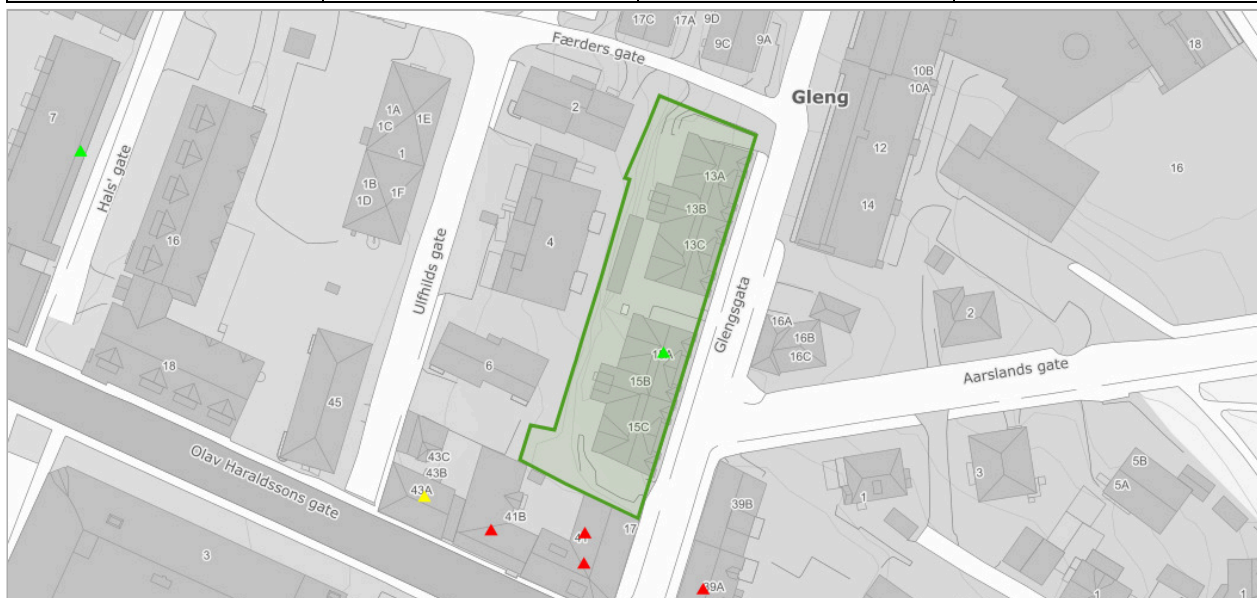 17C
17A
9D
9C
9A
Færders gate
18
10B
10A
Gleng
7
Hals' gate
1A
1C
1E
1
1B
1D
1F
2
12
14
16
13A
13B
13C
16
4
Ulfhilds gate
Glengsgata
16A
16B
16C
2
Aarslands gate
18
45
6
15B
15C
43C
43B
43A
41B
17
39B
39A
Olav Haraldssons gate
3
1
3
5B
5A
1
1